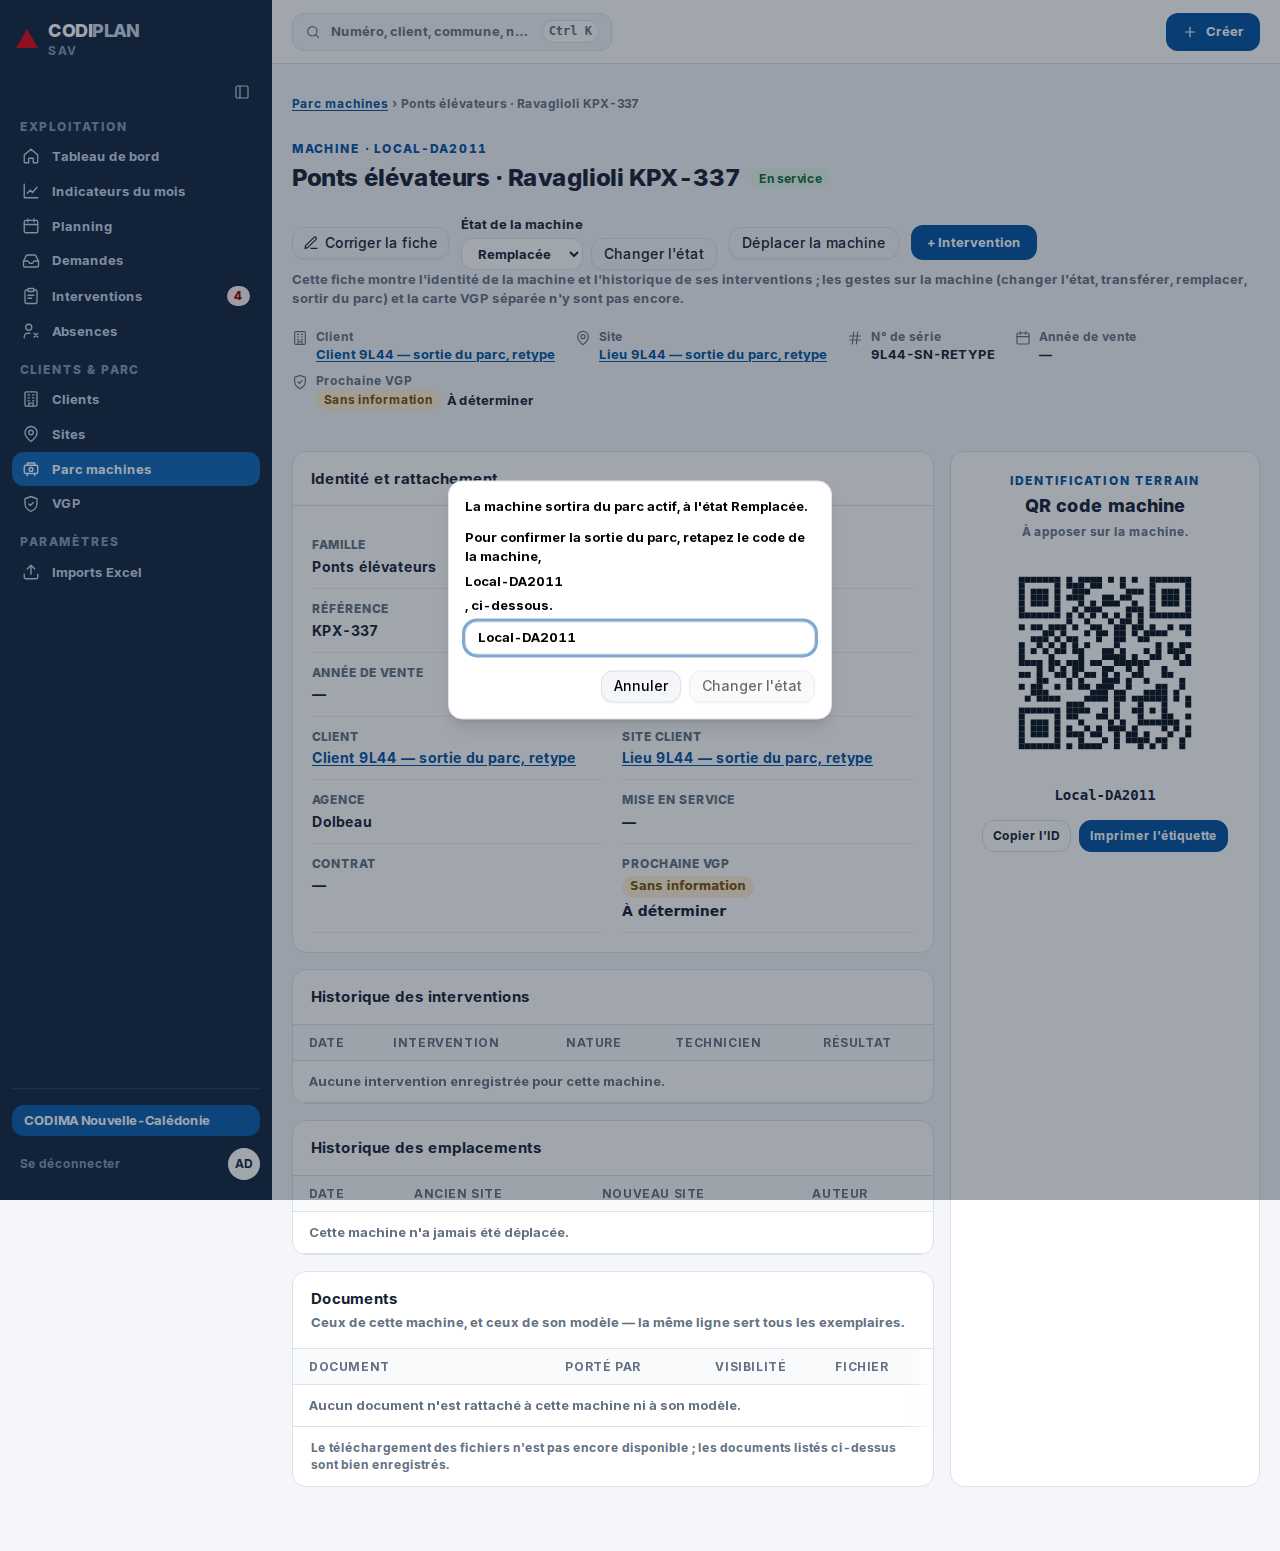 CODIPLAN
SAV
EXPLOITATION
Tableau de bord
Indicateurs du mois
Planning
Demandes
Interventions 4
Absences
CLIENTS & PARC
Clients
Sites
Parc machines
VGP
PARAMÈTRES
Imports Excel
CODIMA Nouvelle-Calédonie
Se déconnecter AD
Numéro, client, commune, n… Ctrl K
Créer
Parc machines › Ponts élévateurs · Ravaglioli KPX-337
MACHINE · LOCAL-DA2011
Ponts élévateurs · Ravaglioli KPX-337 En service
État de la machine
Corriger la fiche Remplacée Changer l'état Déplacer la machine + Intervention
Cette fiche montre l'identité de la machine et l'historique de ses interventions ; les gestes sur la machine (changer l'état, transférer, remplacer,
sortir du parc) et la carte VGP séparée n'y sont pas encore.
Client Site N° de série Année de vente
Client 9L44 — sortie du parc, retype Lieu 9L44 — sortie du parc, retype 9L44-SN-RETYPE —
Prochaine VGP
Sans information À déterminer
Identité et rattachement
La machine sortira du parc actif, à l'état Remplacée.
Pour confirmer la sortie du parc, retapez le code de
la machine,
Local-DA2011
, ci-dessous.
Local-DA2011
Annuler Changer l'état
FAMILLE
Ponts élévateurs
RÉFÉRENCE
KPX-337
ANNÉE DE VENTE
—
CLIENT SITE CLIENT
Client 9L44 — sortie du parc, retype Lieu 9L44 — sortie du parc, retype
AGENCE MISE EN SERVICE
Dolbeau —
CONTRAT PROCHAINE VGP
— Sans information
À déterminer
IDENTIFICATION TERRAIN
QR code machine
À apposer sur la machine.
Local-DA2011
Copier l'ID Imprimer l'étiquette
Historique des interventions
DATE INTERVENTION NATURE TECHNICIEN RÉSULTAT
Aucune intervention enregistrée pour cette machine.
Historique des emplacements
DATE ANCIEN SITE NOUVEAU SITE AUTEUR
Cette machine n'a jamais été déplacée.
Documents
Ceux de cette machine, et ceux de son modèle — la même ligne sert tous les exemplaires.
DOCUMENT PORTÉ PAR VISIBILITÉ FICHIER
Aucun document n'est rattaché à cette machine ni à son modèle.
Le téléchargement des fichiers n'est pas encore disponible ; les documents listés ci-dessus
sont bien enregistrés.